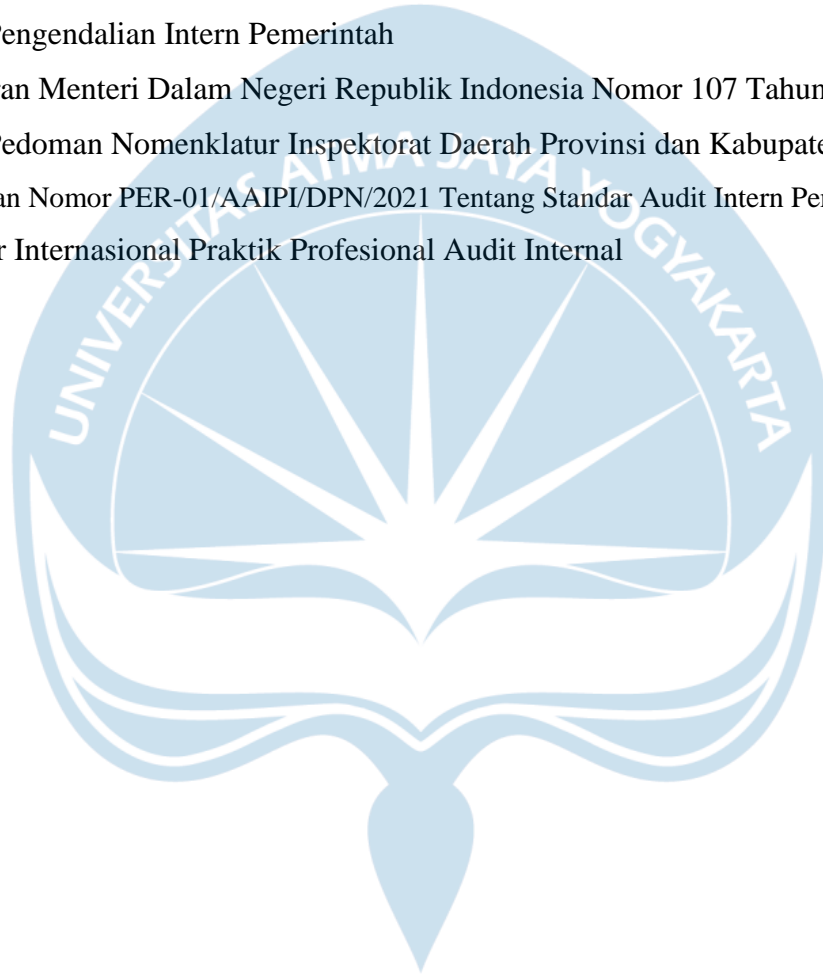 Pengendalian Intern Pemerintah
an Menteri Dalam Negeri Republik Indonesia Nomor 107 Tahun
Pedoman Nomenklatur Inspektorat Daerah Provinsi dan Kabupate
an Nomor PER-01/AAIPI/DPN/2021 Tentang Standar Audit Intern Per
r Internasional Praktik Profesional Audit Internal
UNIVERSITAS ATMA JAYA YOGYAKARTA